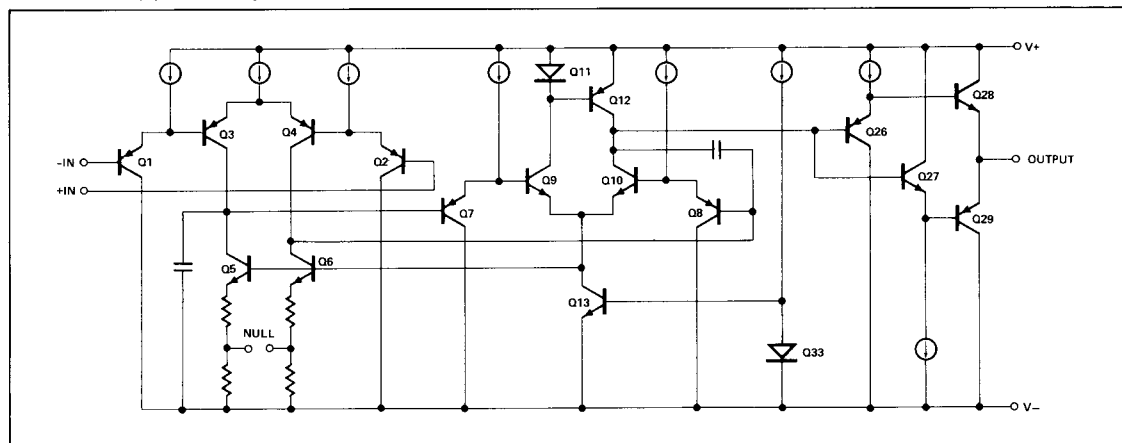 V+
Q11
Q12
Q3
Q4
Q26
Q28
-IN
Q1
Q2
+IN
Q9
Q10
Q27
OUTPUT
Q7
Q8
Q29
Q5
Q6
Q13
NULL
Q33
V-